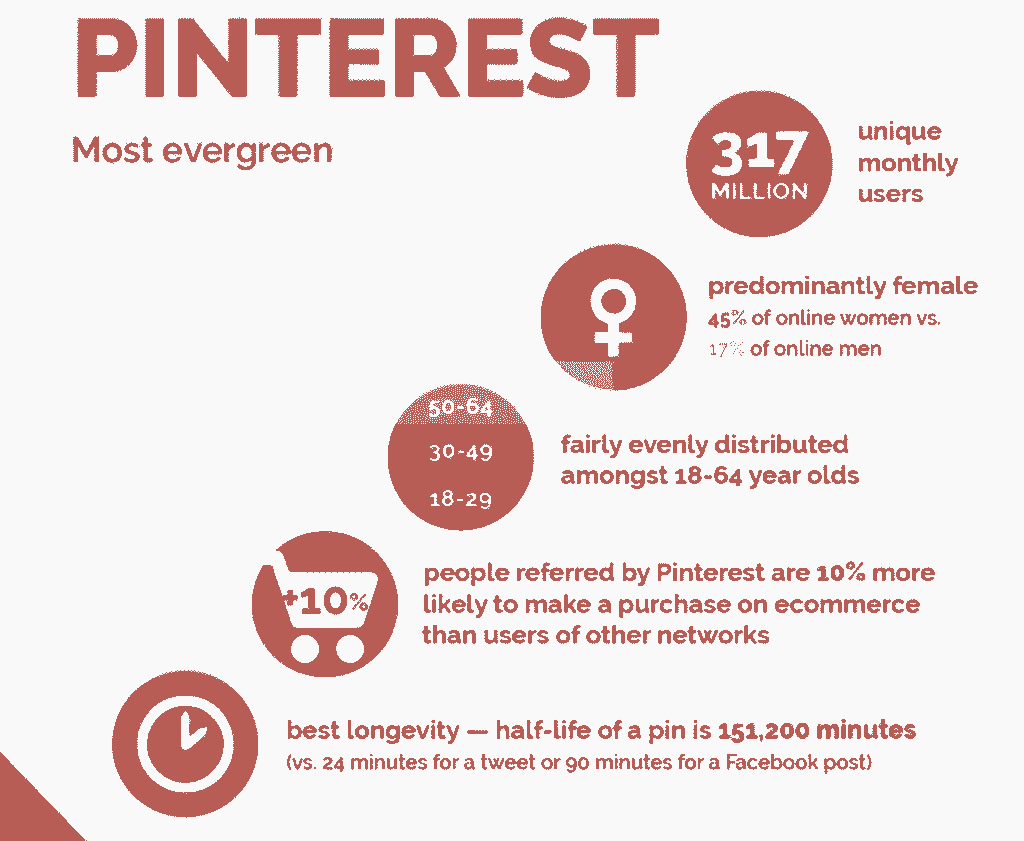 PINTEREST
Most evergreen
317
MILLION
unique
monthly
users
predominantly female
45% of online women vs.
17% of online men
50-64
30-49
18-29
fairly evenly distributed
amongst 18-64 year olds
+10%
people referred by Pinterest are 10% more
likely to make a purchase on ecommerce
than users of other networks
best longevity — half-life of a pin is 151,200 minutes
(vs. 24 minutes for a tweet or 90 minutes for a Facebook post)